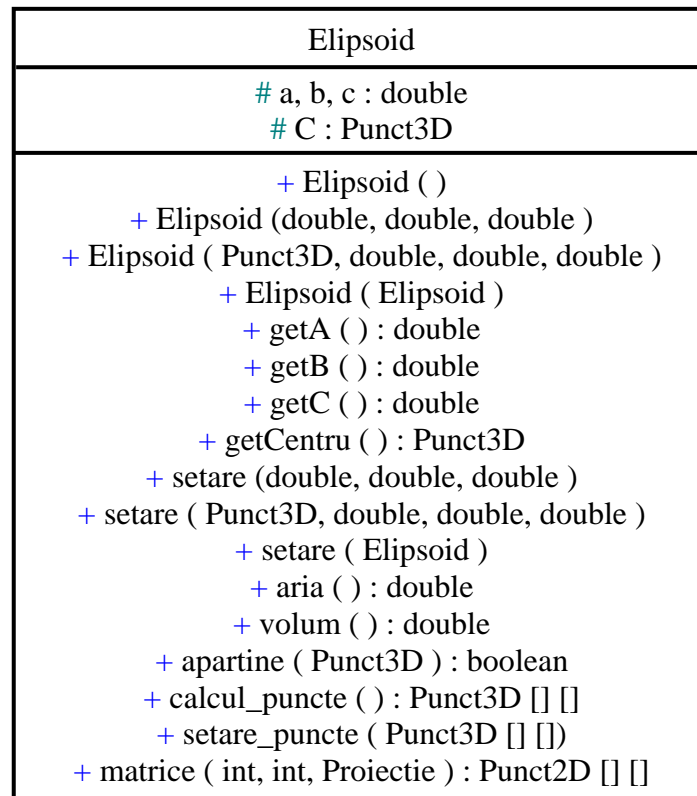 Elipsoid
# a, b, c : double
# C : Punct3D
+ Elipsoid ( )
+ Elipsoid (double, double, double )
+ Elipsoid ( Punct3D, double, double, double )
+ Elipsoid ( Elipsoid )
+ getA ( ) : double
+ getB ( ) : double
+ getC ( ) : double
+ getCentru ( ) : Punct3D
+ setare (double, double, double )
+ setare ( Punct3D, double, double, double )
+ setare ( Elipsoid )
+ aria ( ) : double
+ volum ( ) : double
+ apartine ( Punct3D ) : boolean
+ calcul_puncte ( ) : Punct3D [] []
+ setare_puncte ( Punct3D [] [])
+ matrice ( int, int, Proiectie ) : Punct2D [] []